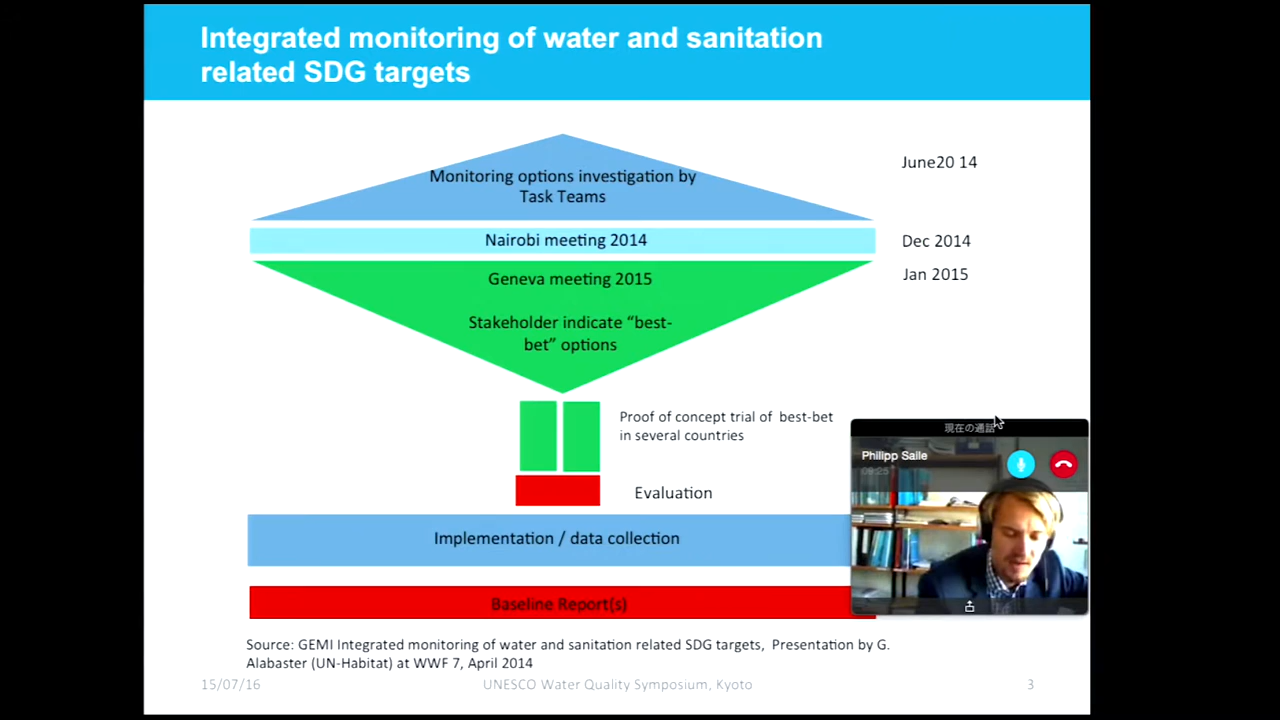 Integrated monitoring of water and sanitation
related SDG targets
Monitoring options investigation by
Task Teams
June20 14
Nairobi meeting 2014
Dec 2014
Geneva meeting 2015
Jan 2015
Stakeholder indicate “best-
bet” options
Proof of concept trial of best-bet
in several countries
現在の通話
Philipp Saile
Evaluation
Implementation / data collection
Baseline Report(s)
Source: GEMI Integrated monitoring of water and sanitation related SDG targets, Presentation by G.
Alabaster (UN-Habitat) at WWF 7, April 2014
15/07/16
UNESCO Water Quality Symposium, Kyoto
3